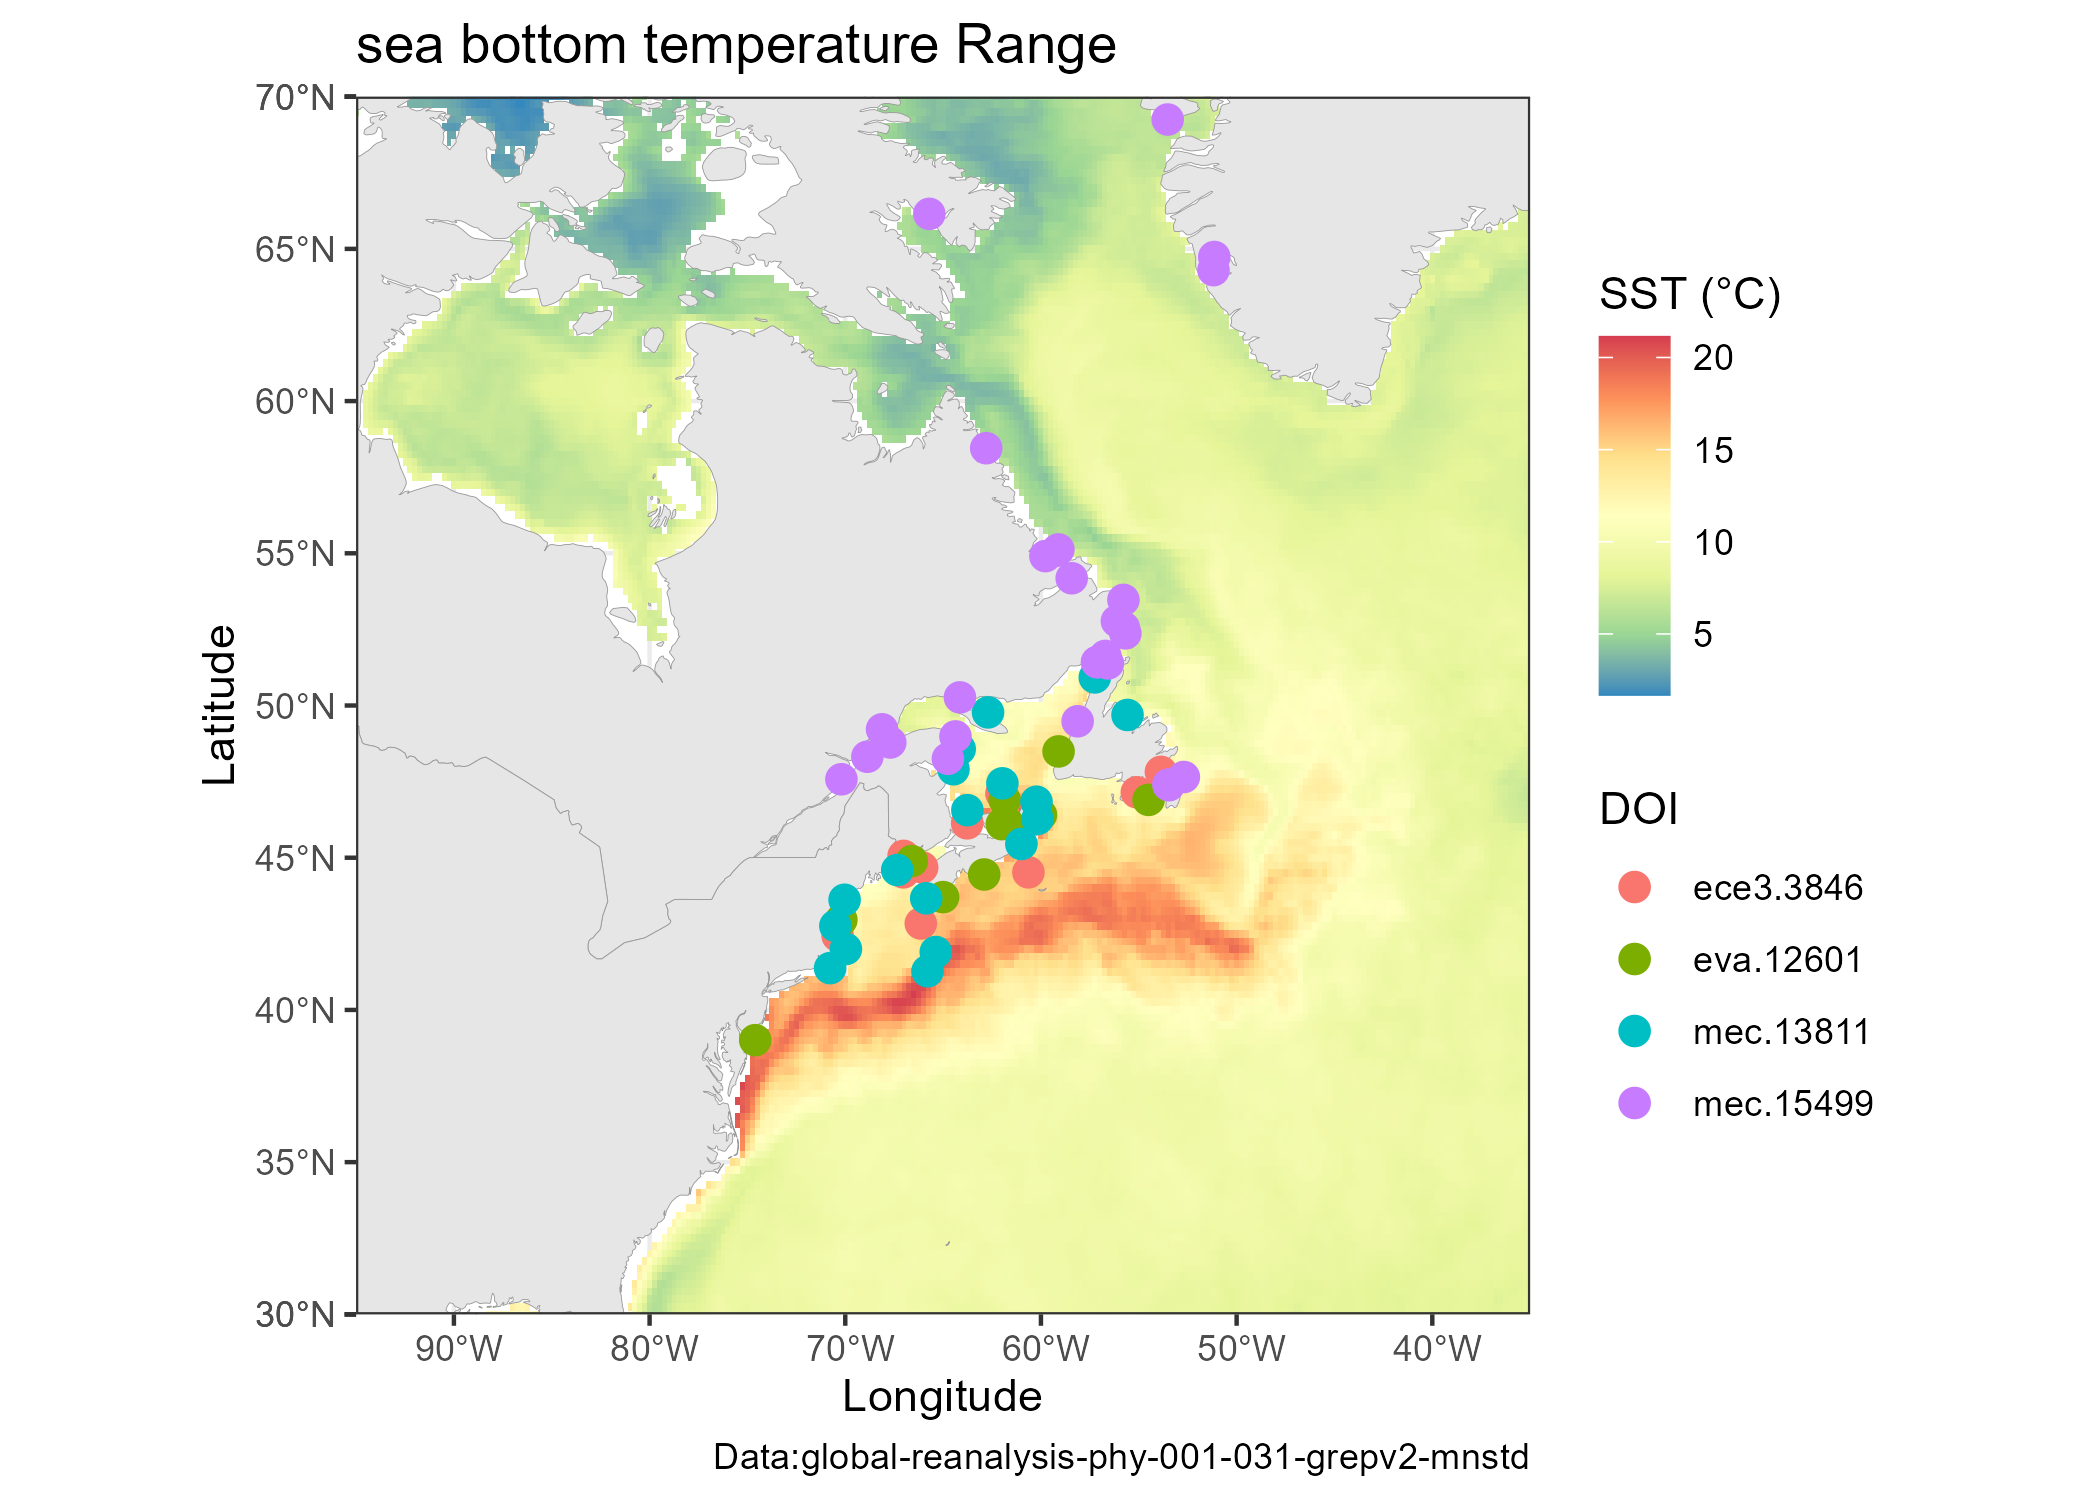 sea bottom temperature Range
70°N
65°N
60°N
55°N
50°N
45°N
40°N
35°N
30°N
Latitude
90°W
80°W
70°W
60°W
50°W
40°W
Longitude
Data:global-reanalysis-phy-001-031-grepv2-mnstd
SST (°C)
20
15
10
5
DOI
ece3.3846
eva.12601
mec.13811
mec.15499